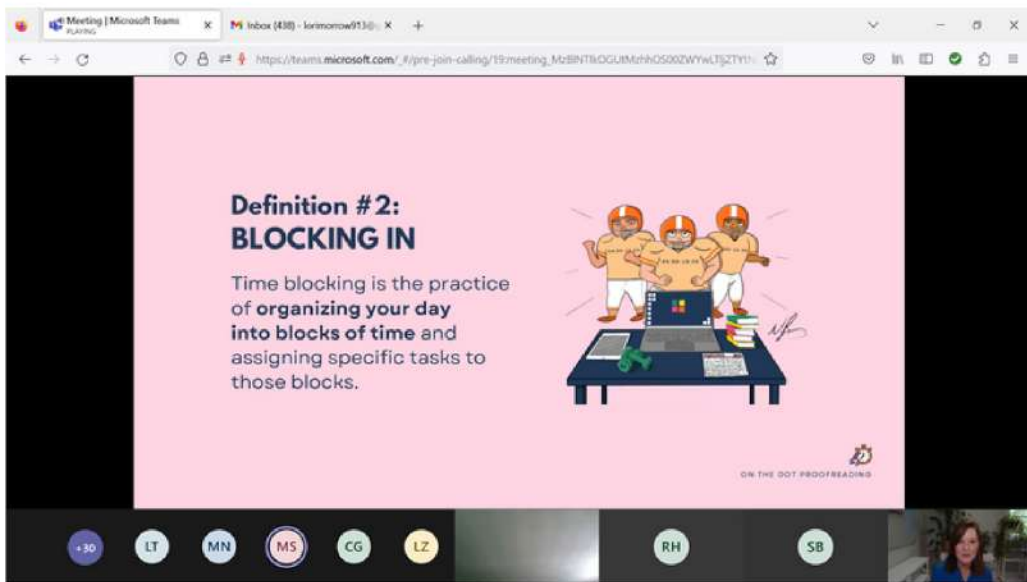 Meeting | Microsoft Teams
PLAYING
Inbox (438) - lorimorrow913@
https://teams.microsoft.com/_#/pre-join-calling/19:meeting_
Definition #2:
BLOCKING IN
Time blocking is the practice
of organizing your day
into blocks of time and
assigning specific tasks to
those blocks.
ON THE DOT PROOFREADING
+30
LT
MN
MS
CG
LZ
RH
SB